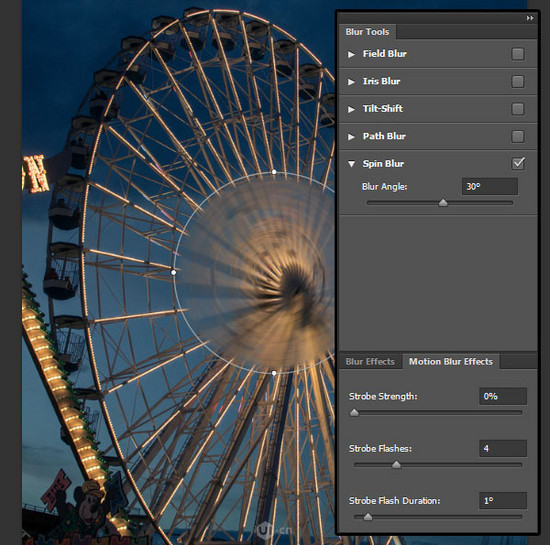 Blur Tools
Field Blur
Iris Blur
Tilt-Shift
Path Blur
Spin Blur
Blur Angle: 30°
Blur Effects Motion Blur Effects
Strobe Strength: 0%
Strobe Flashes: 4
Strobe Flash Duration: 1°